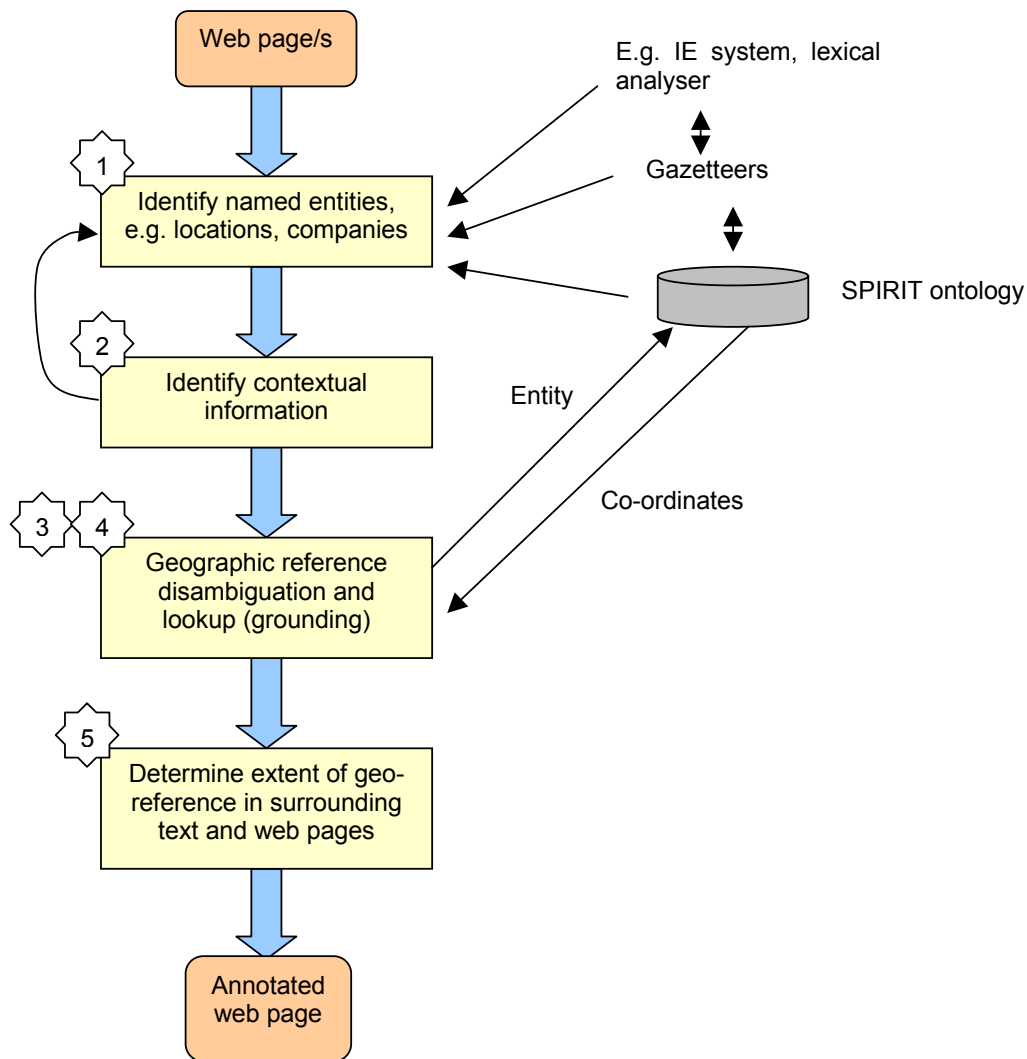 Web page/s
E.g. IE system, lexical
analyser
Gazetteers
SPIRIT ontology
1
Identify named entities,
e.g. locations, companies
2
Identify contextual
information
Entity
Co-ordinates
3
4
Geographic reference
disambiguation and
lookup (grounding)
5
Determine extent of geo-
reference in surrounding
text and web pages
Annotated
web page